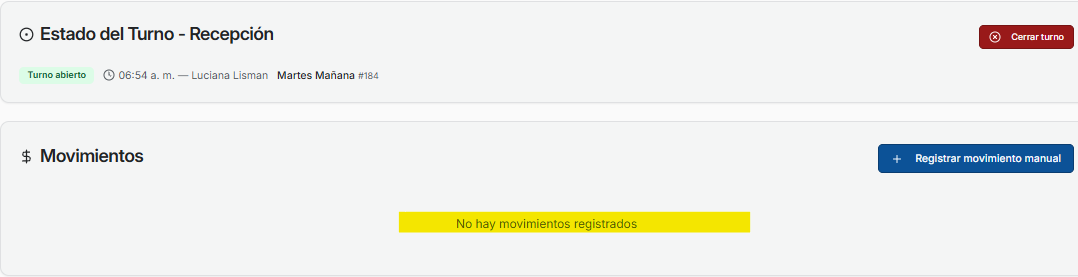 Estado del Turno - Recepción
Cerrar turno
Turno abierto 06:54 a. m. — Luciana Lisman Martes Mañana #184
$ Movimientos
+ Registrar movimiento manual
No hay movimientos registrados